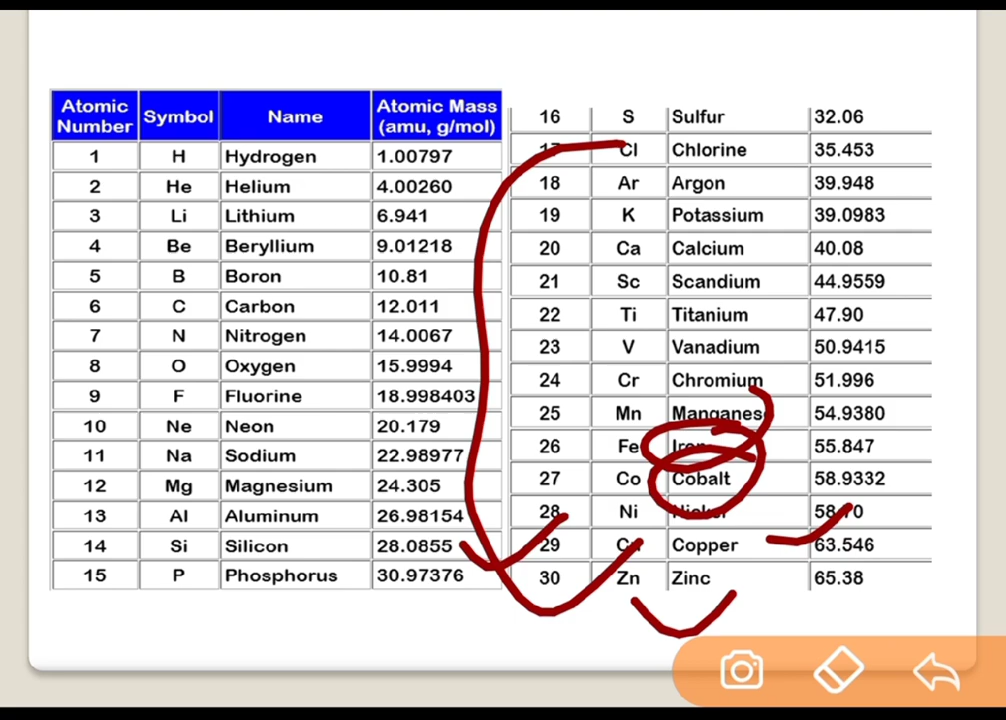 Atomic Number Symbol Name Atomic Mass (amu, g/mol)
1 H Hydrogen 1.00797
2 He Helium 4.00260
3 Li Lithium 6.941
4 Be Beryllium 9.01218
5 B Boron 10.81
6 C Carbon 12.011
7 N Nitrogen 14.0067
8 O Oxygen 15.9994
9 F Fluorine 18.998403
10 Ne Neon 20.179
11 Na Sodium 22.98977
12 Mg Magnesium 24.305
13 Al Aluminum 26.98154
14 Si Silicon 28.0855
15 P Phosphorus 30.97376
16 S Sulfur 32.06
17 Cl Chlorine 35.453
18 Ar Argon 39.948
19 K Potassium 39.0983
20 Ca Calcium 40.08
21 Sc Scandium 44.9559
22 Ti Titanium 47.90
23 V Vanadium 50.9415
24 Cr Chromium 51.996
25 Mn Manganese 54.9380
26 Fe Iron 55.847
27 Co Cobalt 58.9332
28 Ni Nickel 58.70
29 Cu Copper 63.546
30 Zn Zinc 65.38